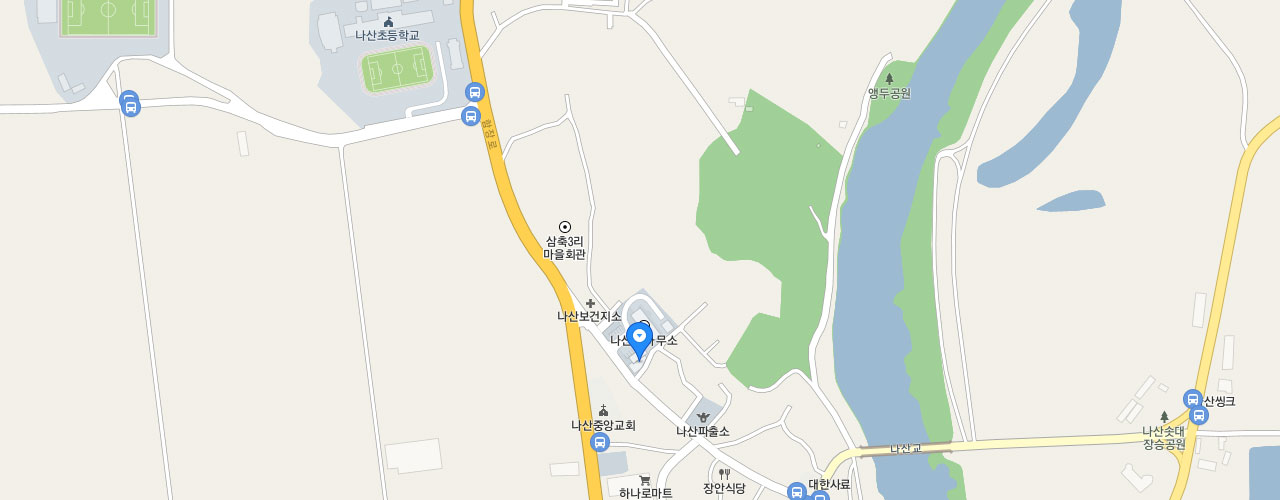 나산초등학교
앵두공원
함장로
삼축3리
마을회관
나산보건지소
나산
무소
나산중앙교회
나산파출소
산씽크
나산솟대
장승공원
나산교
하나로마트
장안식당
대한사료